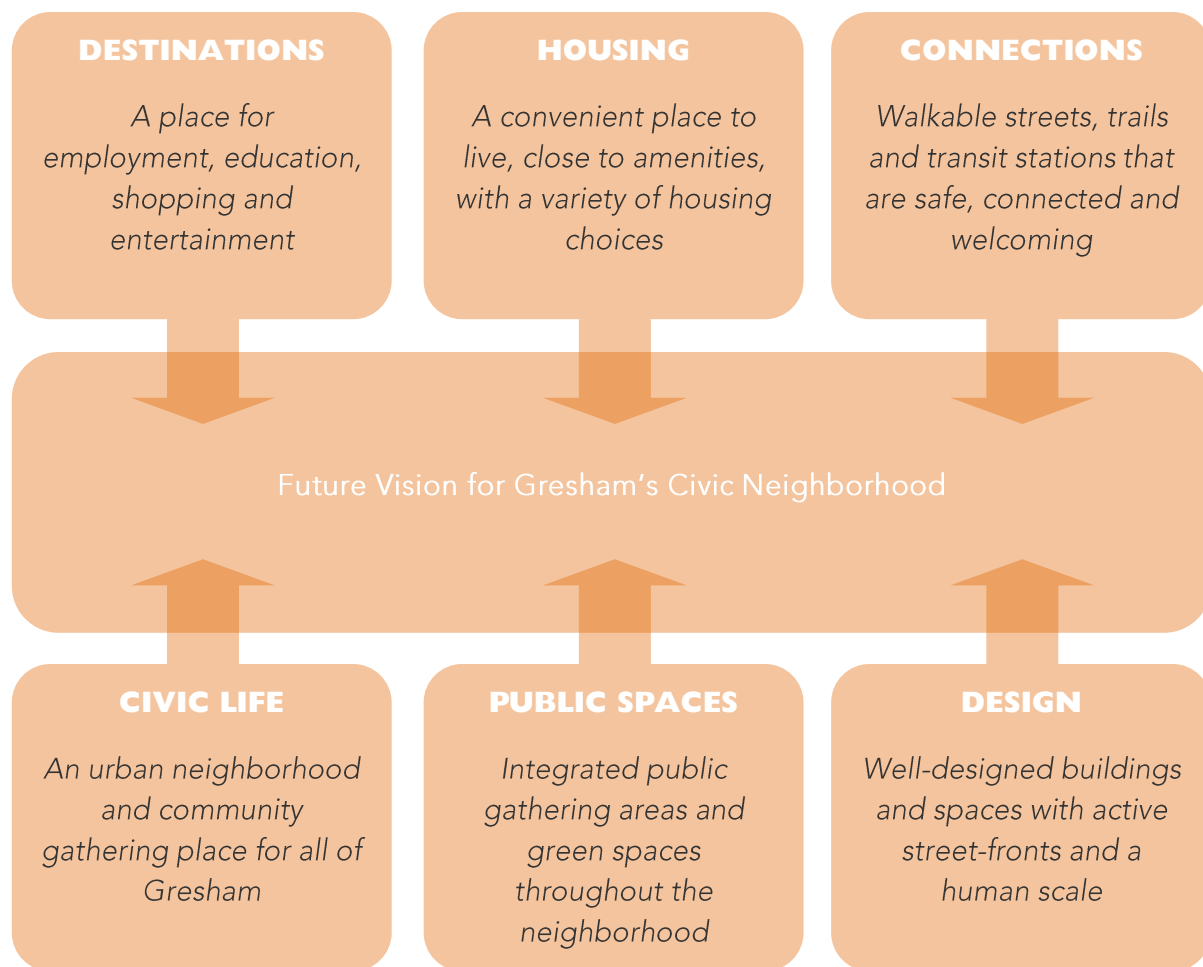 DESTINATIONS
A place for
employment, education,
shopping and
entertainment
HOUSING
A convenient place to
live, close to amenities,
with a variety of housing
choices
CONNECTIONS
Walkable streets, trails
and transit stations that
are safe, connected and
welcoming
Future Vision for Gresham's Civic Neighborhood
CIVIC LIFE
An urban neighborhood
and community
gathering place for all of
Gresham
PUBLIC SPACES
Integrated public
gathering areas and
green spaces
throughout the
neighborhood
DESIGN
Well-designed buildings
and spaces with active
street-fronts and a
human scale